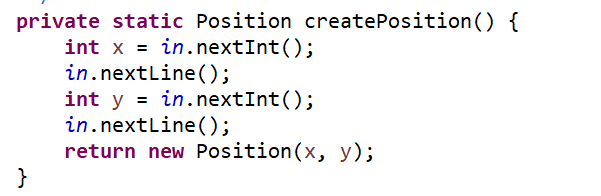 private static Position createPosition() {
    int x = in.nextInt();
    in.nextLine();
    int y = in.nextInt();
    in.nextLine();
    return new Position(x, y);
}